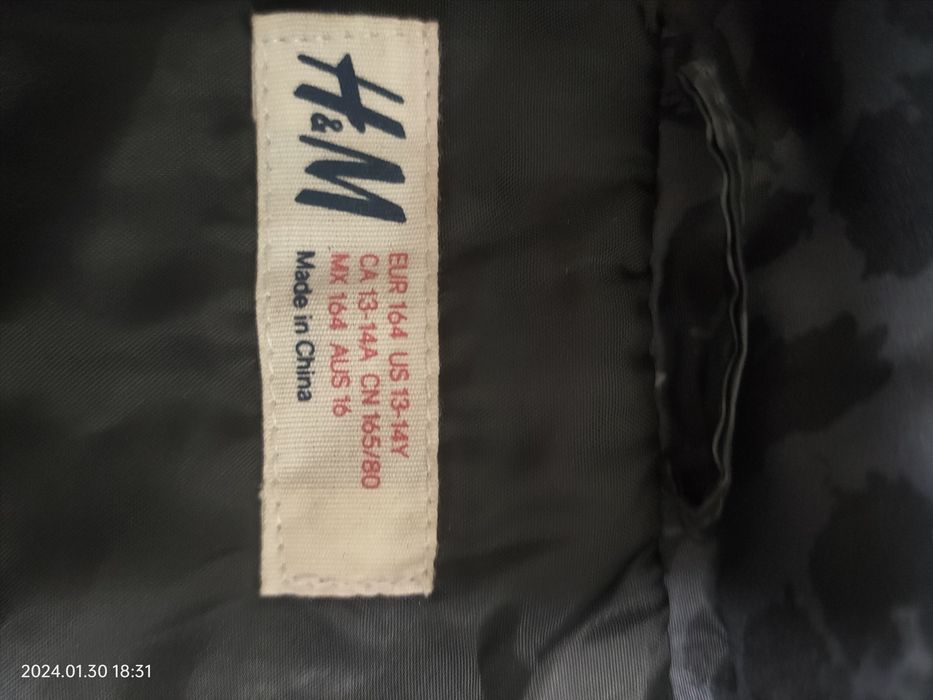 H&M
EUR 164 US 13-14Y
CA 13-14A CN 165/80
MX 164 AUS 16
Made in China
2024.01.30 18:31